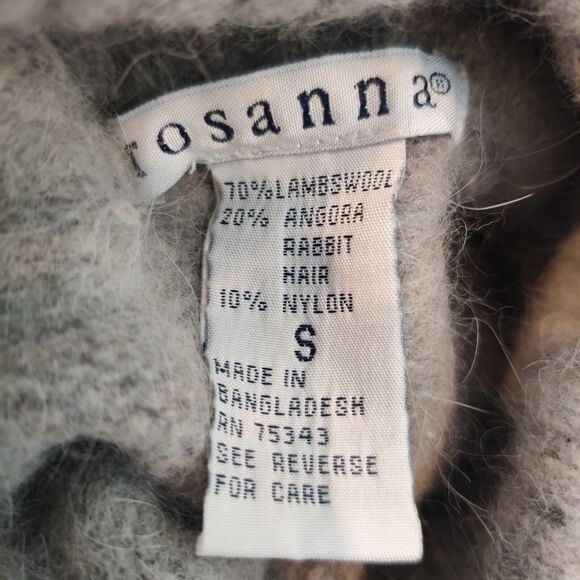 rosanna®
70% LAMBSWOOL
20% ANGORA
RABBIT
HAIR
10% NYLON
S
MADE IN
BANGLADESH
RN 75343
SEE REVERSE
FOR CARE